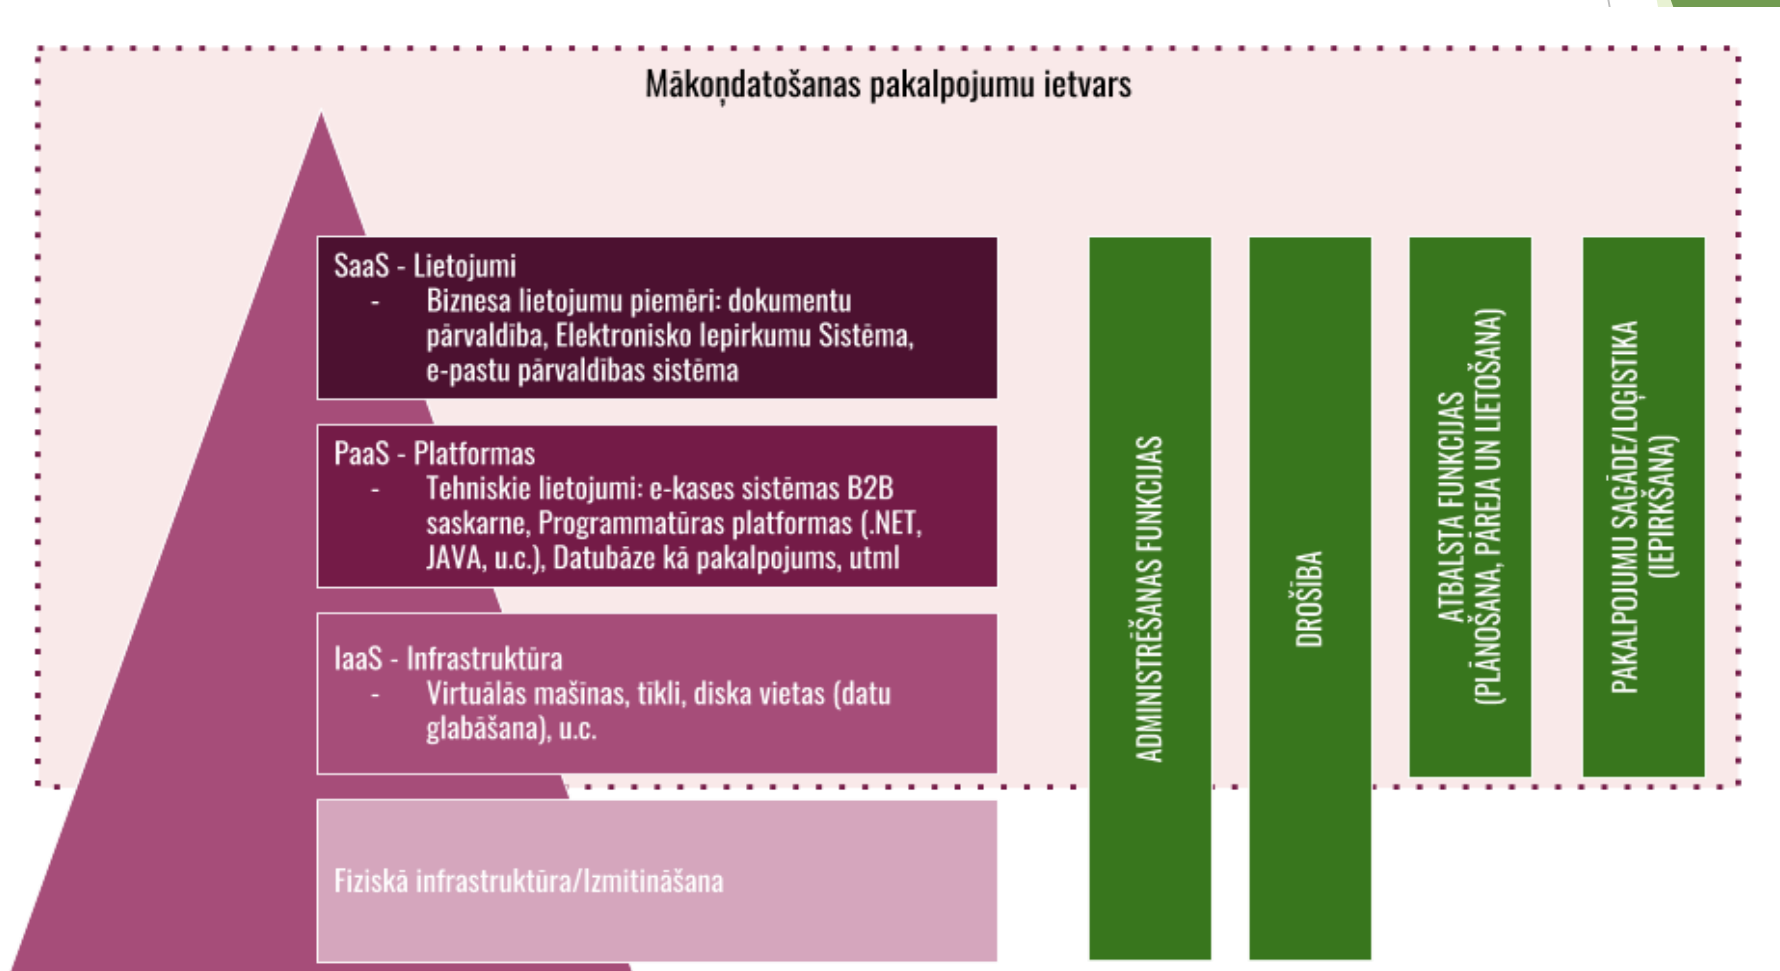 Mākoņdatošanas pakalpojumu ietvars
SaaS - Lietojumi
- Biznesa lietojumu piemēri: dokumentu
pārvaldība, Elektronisko Iepirkumu Sistēma,
e-pastu pārvaldības sistēma
PaaS - Platformas
- Tehniskie lietojumi: e-kases sistēmas B2B
saskarne, Programmatūras platformas (.NET,
JAVA, u.c.), Datubāze kā pakalpojums, utml
IaaS - Infrastruktūra
- Virtuālās mašīnas, tīkli, diska vietas (datu
glabāšana), u.c.
Fiziskā infrastruktūra/Izmitināšana
ADMINISTRĒŠANAS FUNKCIJAS
DROŠĪBA
ATBALSTA FUNKCIJAS
(PLĀNOŠANA, PĀREJA UN LIETOŠANA)
PAKALPOJUMU SAGĀDE/LOĢISTIKA
(IEPIRKŠANA)